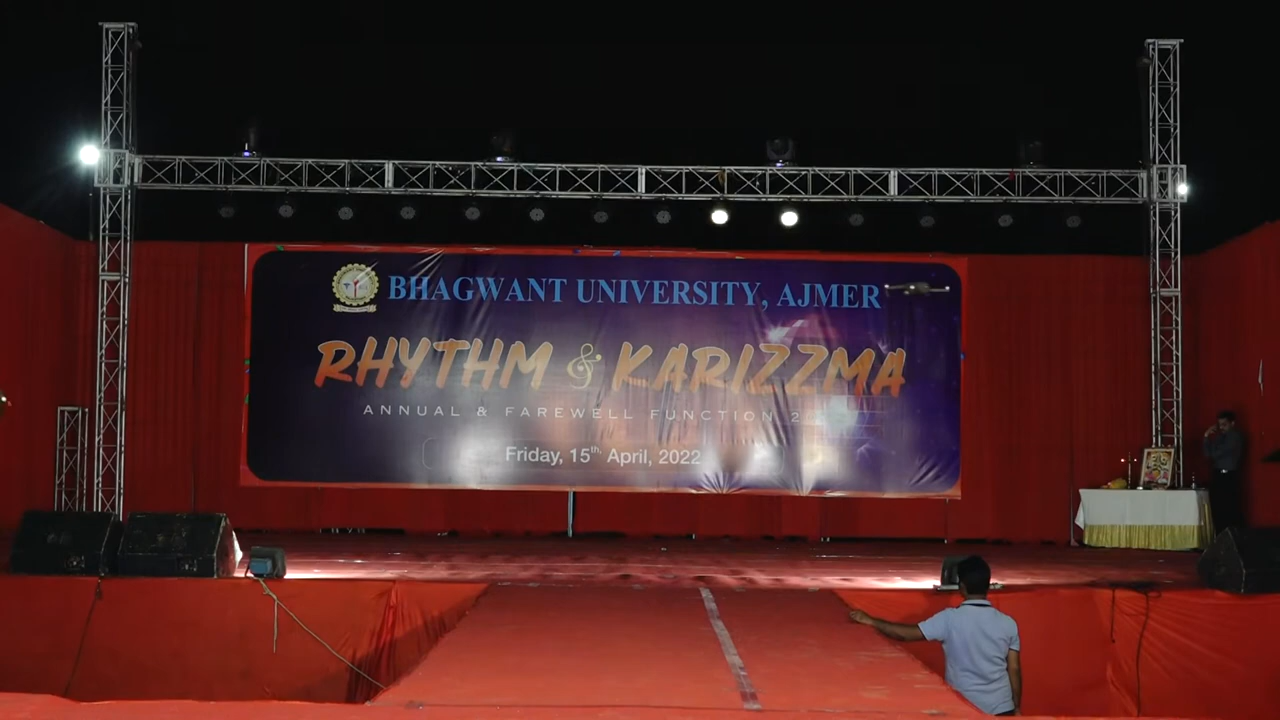 BHAGWANT UNIVERSITY, AJMER
RHYTHM & KARIZZMA
ANNUAL & FAREWELL FUNCTION
Friday, 15th, April, 2022